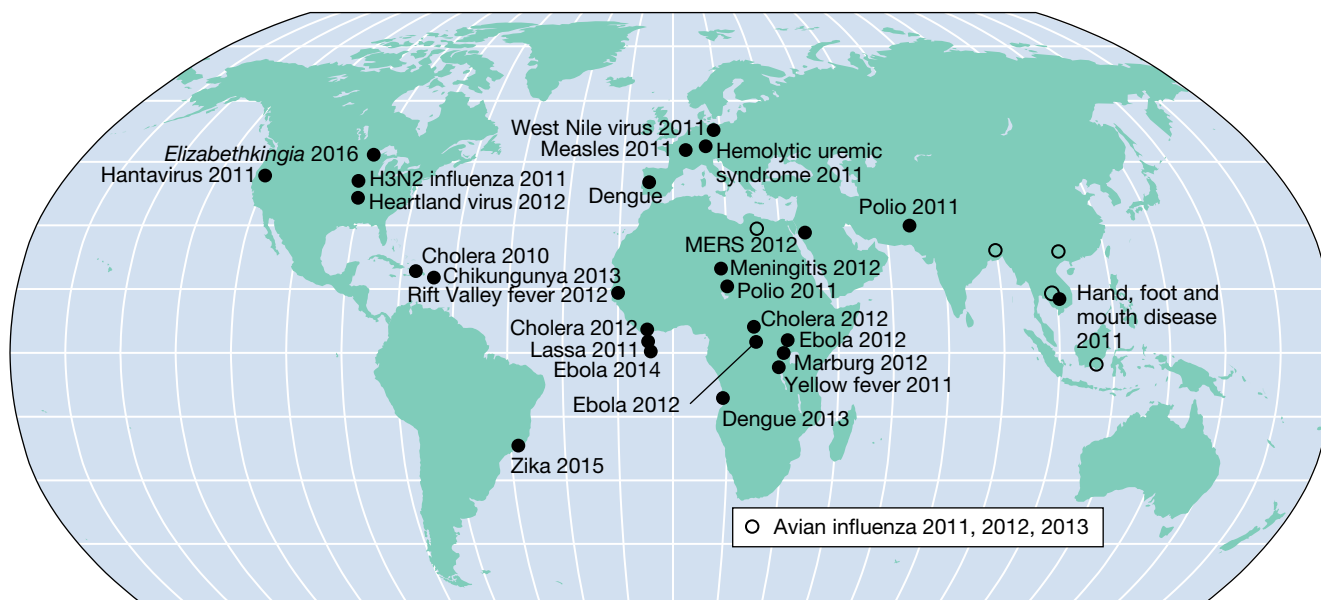 West Nile virus 2011
Measles 2011
Hemolytic uremic
syndrome 2011
Elizabethkingia 2016
Hantavirus 2011
H3N2 influenza 2011
Heartland virus 2012
Dengue
Polio 2011
MERS 2012
Cholera 2010
Chikungunya 2013
Rift Valley fever 2012
Meningitis 2012
Polio 2011
Hand, foot and
mouth disease
2011
Cholera 2012
Lassa 2011
Ebola 2014
Cholera 2012
Ebola 2012
Marburg 2012
Yellow fever 2011
Ebola 2012
Dengue 2013
Zika 2015
Avian influenza 2011, 2012, 2013